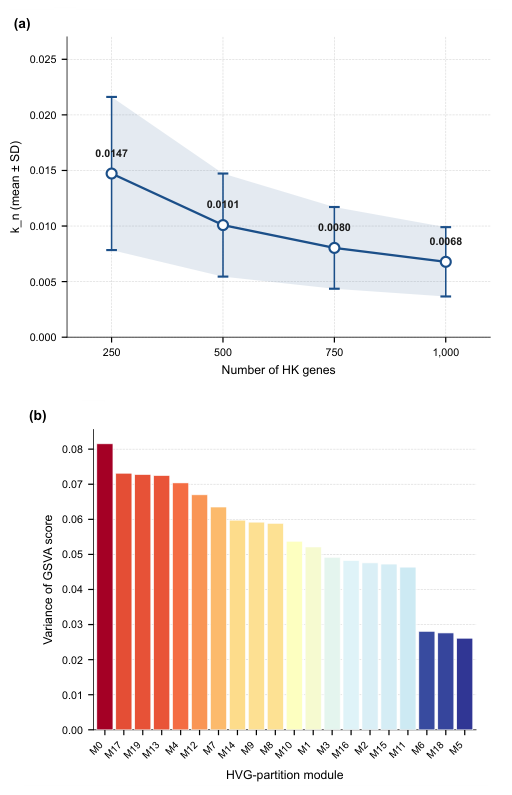 (a)
0.025
0.020
0.015
0.010
0.005
0.000
k_n (mean ± SD)
0.0147
0.0101
0.0080
0.0068
250 500 750 1,000
Number of HK genes
(b)
0.08
0.07
0.06
0.05
0.04
0.03
0.02
0.01
0.00
Variance of GSVA score
M0 M17 M19 M13 M4 M12 M7 M14 M9 M8 M10 M1 M3 M16 M2 M15 M11 M6 M18 M5
HVG-partition module